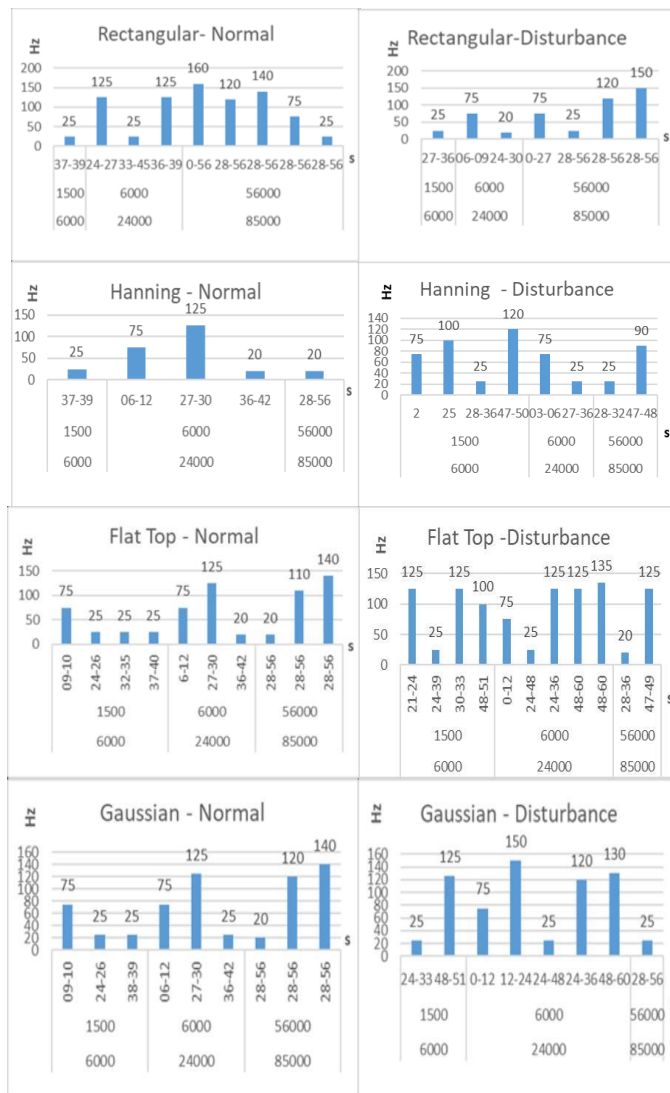 Rectangular- Normal
Hz
200
150
100
50
0
25 125 25 125 160 120 140 75 25
37-39 24-27 33-45 36-39 0-56 28-56 28-56 28-56 28-56
s
1500 6000 56000
6000 24000 85000
Rectangular-Disturbance
Hz
200
150
100
50
0
25 75 20 75 25 120 150
27-36 06-09 24-30 0-27 28-56 28-56 28-56
s
1500 6000 56000
6000 24000 85000
Hanning - Normal
Hz
150
100
50
0
25 75 125 20 20
37-39 06-12 27-30 36-42 28-56
s
1500 6000 56000
6000 24000 85000
Hanning - Disturbance
Hz
140
120
100
80
60
40
20
0
75 100 25 120 75 25 25 90
2 25 28-36 47-50 03-06 27-36 28-32 47-48
s
1500 6000 56000
6000 24000 85000
Flat Top - Normal
Hz
150
100
50
0
75 25 25 25 75 125 20 20 110 140
09-10 24-26 32-35 37-40 6-12 27-30 36-42 28-56 28-56 28-56
s
1500 6000 56000
6000 24000 85000
Flat Top -Disturbance
Hz
150
100
50
0
125 25 125 100 75 25 125 125 135 20 125
21-24 24-39 30-33 48-51 0-12 24-48 24-36 48-60 48-60 28-36 47-49
s
1500 6000 56000
6000 24000 85000
Gaussian - Normal
Hz
160
140
120
100
80
60
40
20
0
75 25 25 75 125 25 20 120 140
09-10 24-26 38-39 06-12 27-30 36-42 28-56 28-56 28-56
s
1500 6000 56000
6000 24000 85000
Gaussian - Disturbance
Hz
160
140
120
100
80
60
40
20
0
25 125 75 150 25 120 130 25
24-33 48-51 0-12 12-24 24-48 24-36 48-60 28-56
s
1500 6000 56000
6000 24000 85000